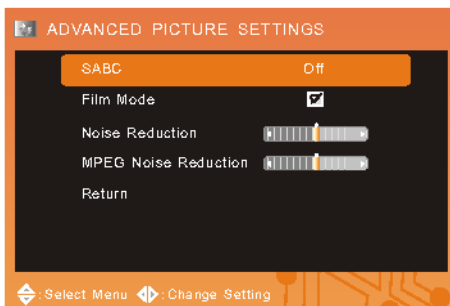 ADVANCED PICTURE SETTINGS
SABC Off
Film Mode
Noise Reduction
MPEG Noise Reduction
Return
:Select Menu :Change Setting